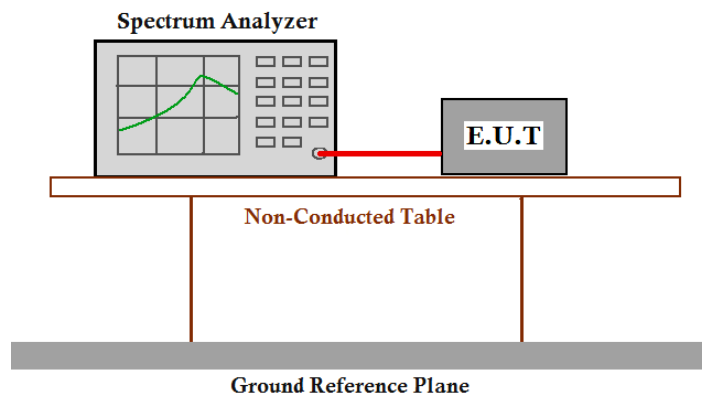 Spectrum Analyzer
E.U.T
Non-Conducted Table
Ground Reference Plane